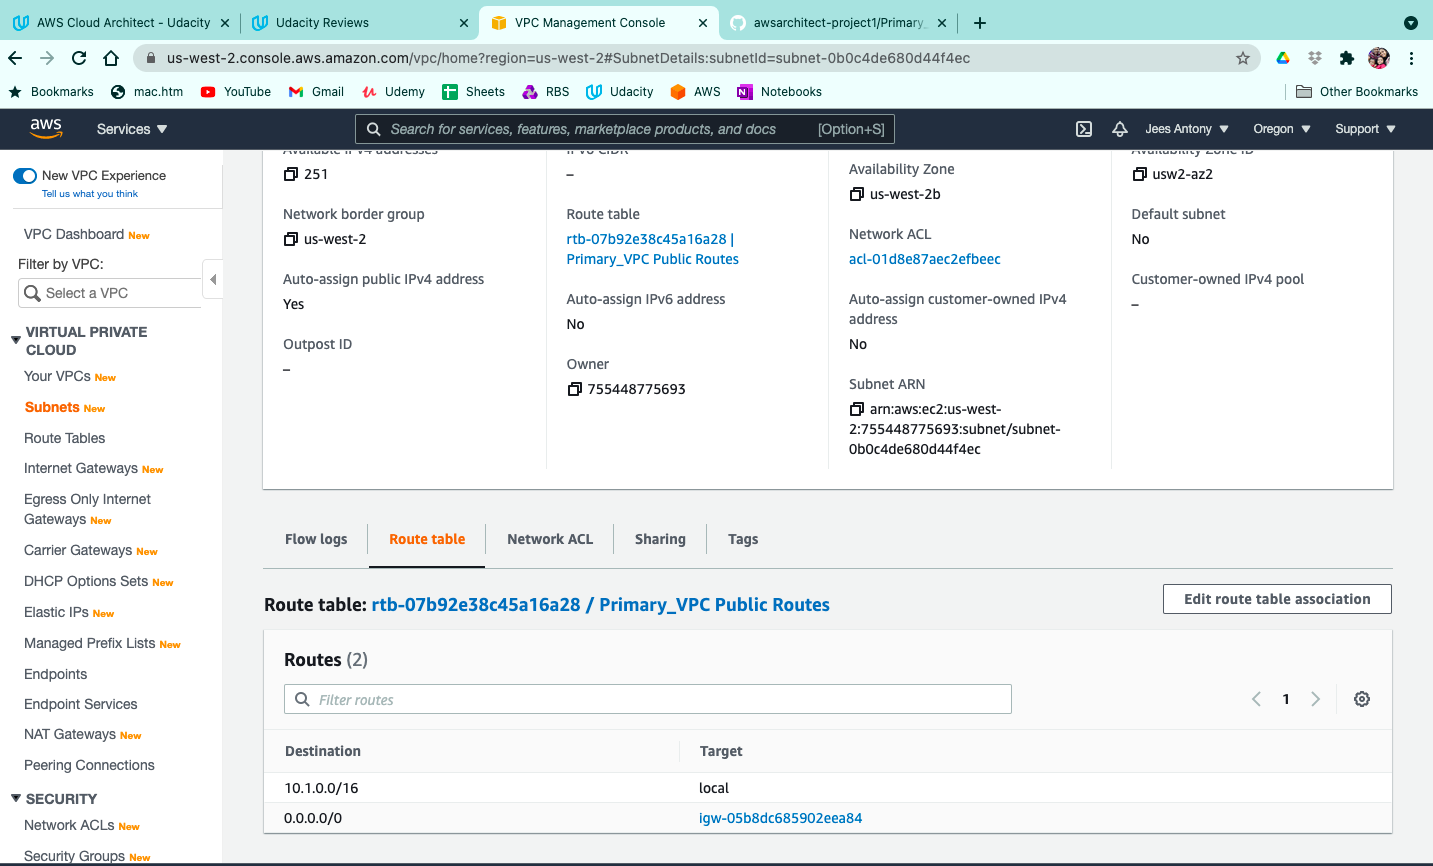 AWS Cloud Architect - Udacity
Udacity Reviews
VPC Management Console
awsarchitect-project1/Primary_
us-west-2.console.aws.amazon.com/vpc/home?region=us-west-2#SubnetDetails:subnetId=subnet-0b0c4de680d44f4ec
Bookmarks
mac.htm
YouTube
Gmail
Udemy
Sheets
RBS
Udacity
AWS
Notebooks
Other Bookmarks
aws
Services
Search for services, features, marketplace products, and docs
[Option+S]
Jees Antony
Oregon
Support
New VPC Experience
Tell us what you think
VPC Dashboard New
Filter by VPC:
Select a VPC
VIRTUAL PRIVATE
CLOUD
Your VPCs New
Subnets New
Route Tables
Internet Gateways New
Egress Only Internet
Gateways New
Carrier Gateways New
DHCP Options Sets New
Elastic IPs New
Managed Prefix Lists New
Endpoints
Endpoint Services
NAT Gateways New
Peering Connections
SECURITY
Network ACLs New
Security Groups New
Available IPv4 addresses
251
Network border group
us-west-2
Auto-assign public IPv4 address
Yes
Outpost ID
–
IPv6 CIDR
–
Route table
rtb-07b92e38c45a16a28 |
Primary_VPC Public Routes
Auto-assign IPv6 address
No
Owner
755448775693
Availability Zone
us-west-2b
Network ACL
acl-01d8e87aec2efbeec
Auto-assign customer-owned IPv4
address
No
Subnet ARN
arn:aws:ec2:us-west-
2:755448775693:subnet/subnet-
0b0c4de680d44f4ec
Availability Zone ID
usw2-az2
Default subnet
No
Customer-owned IPv4 pool
–
Flow logs
Route table
Network ACL
Sharing
Tags
Route table: rtb-07b92e38c45a16a28 / Primary_VPC Public Routes
Edit route table association
Routes (2)
Filter routes
1
Destination
Target
10.1.0.0/16
local
0.0.0.0/0
igw-05b8dc685902eea84